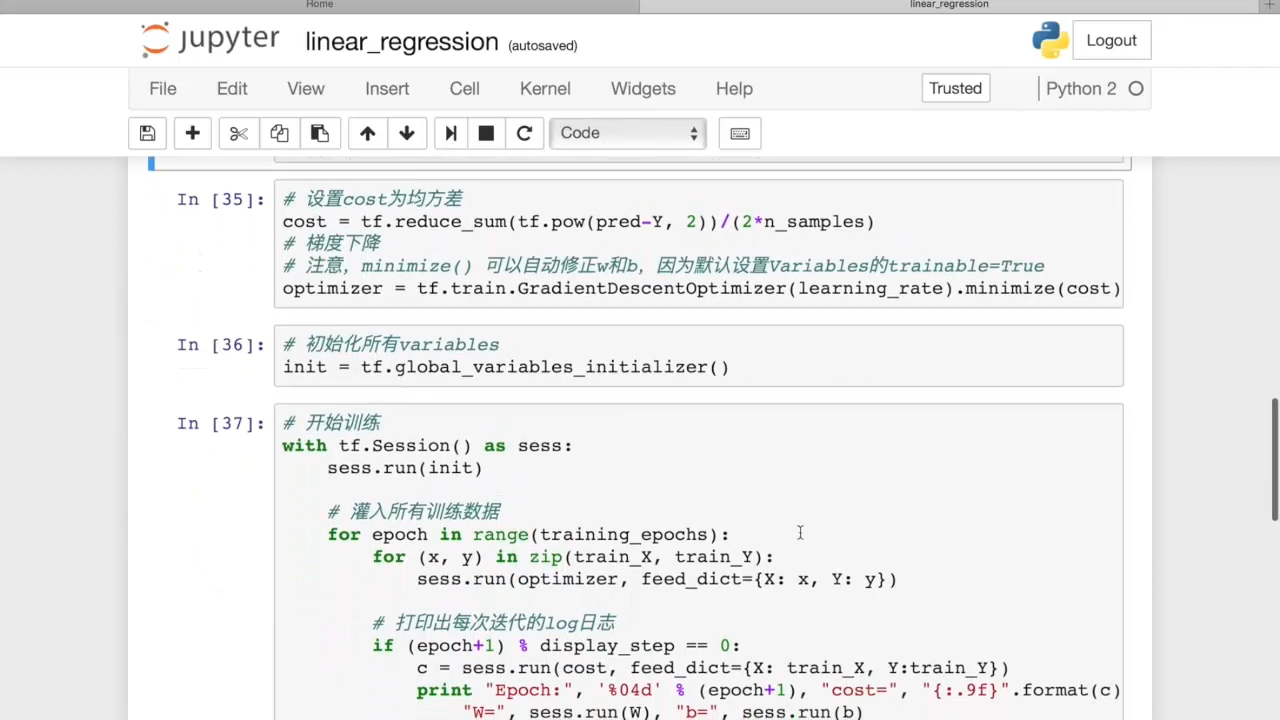 Home
linear_regression
jupyter linear_regression (autosaved)
Logout
File Edit View Insert Cell Kernel Widgets Help
Trusted
Python 2
Code
In [35]:
# 设置cost为均方差
cost = tf.reduce_sum(tf.pow(pred-Y, 2))/(2*n_samples)
# 梯度下降
# 注意，minimize() 可以自动修正w和b，因为默认设置Variables的trainable=True
optimizer = tf.train.GradientDescentOptimizer(learning_rate).minimize(cost)
In [36]:
# 初始化所有variables
init = tf.global_variables_initializer()
In [37]:
# 开始训练
with tf.Session() as sess:
    sess.run(init)
    # 灌入所有训练数据
    for epoch in range(training_epochs):
        for (x, y) in zip(train_X, train_Y):
            sess.run(optimizer, feed_dict={X: x, Y: y})
        # 打印出每次迭代的log日志
        if (epoch+1) % display_step == 0:
            c = sess.run(cost, feed_dict={X: train_X, Y:train_Y})
            print "Epoch:", '%04d' % (epoch+1), "cost=", "{:.9f}".format(c)
                "W=", sess.run(W), "b=", sess.run(b)